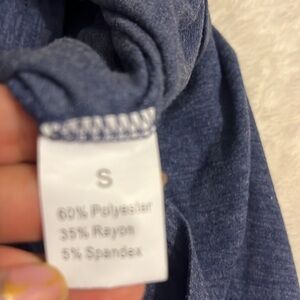 S
60% Polyester
35% Rayon
5% Spandex